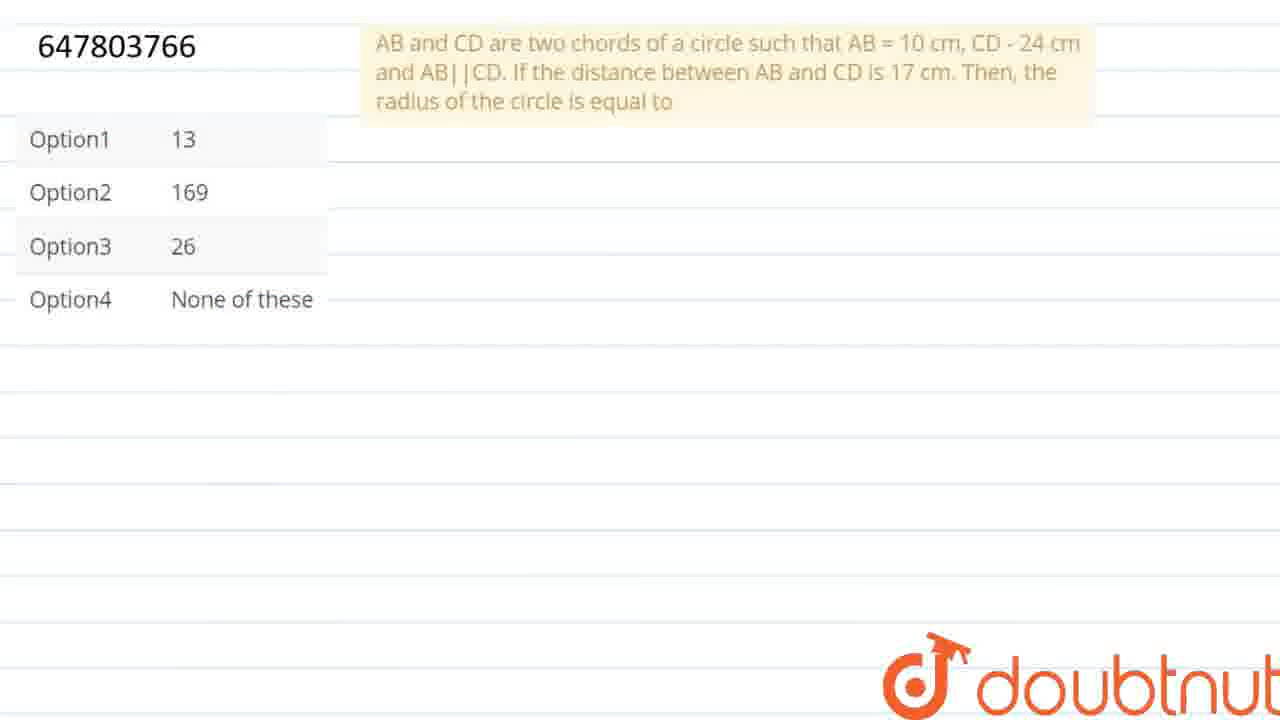 647803766
AB and CD are two chords of a circle such that AB = 10 cm, CD - 24 cm
and AB||CD. If the distance between AB and CD is 17 cm. Then, the
radius of the circle is equal to
Option1 13
Option2 169
Option3 26
Option4 None of these
doubtnut